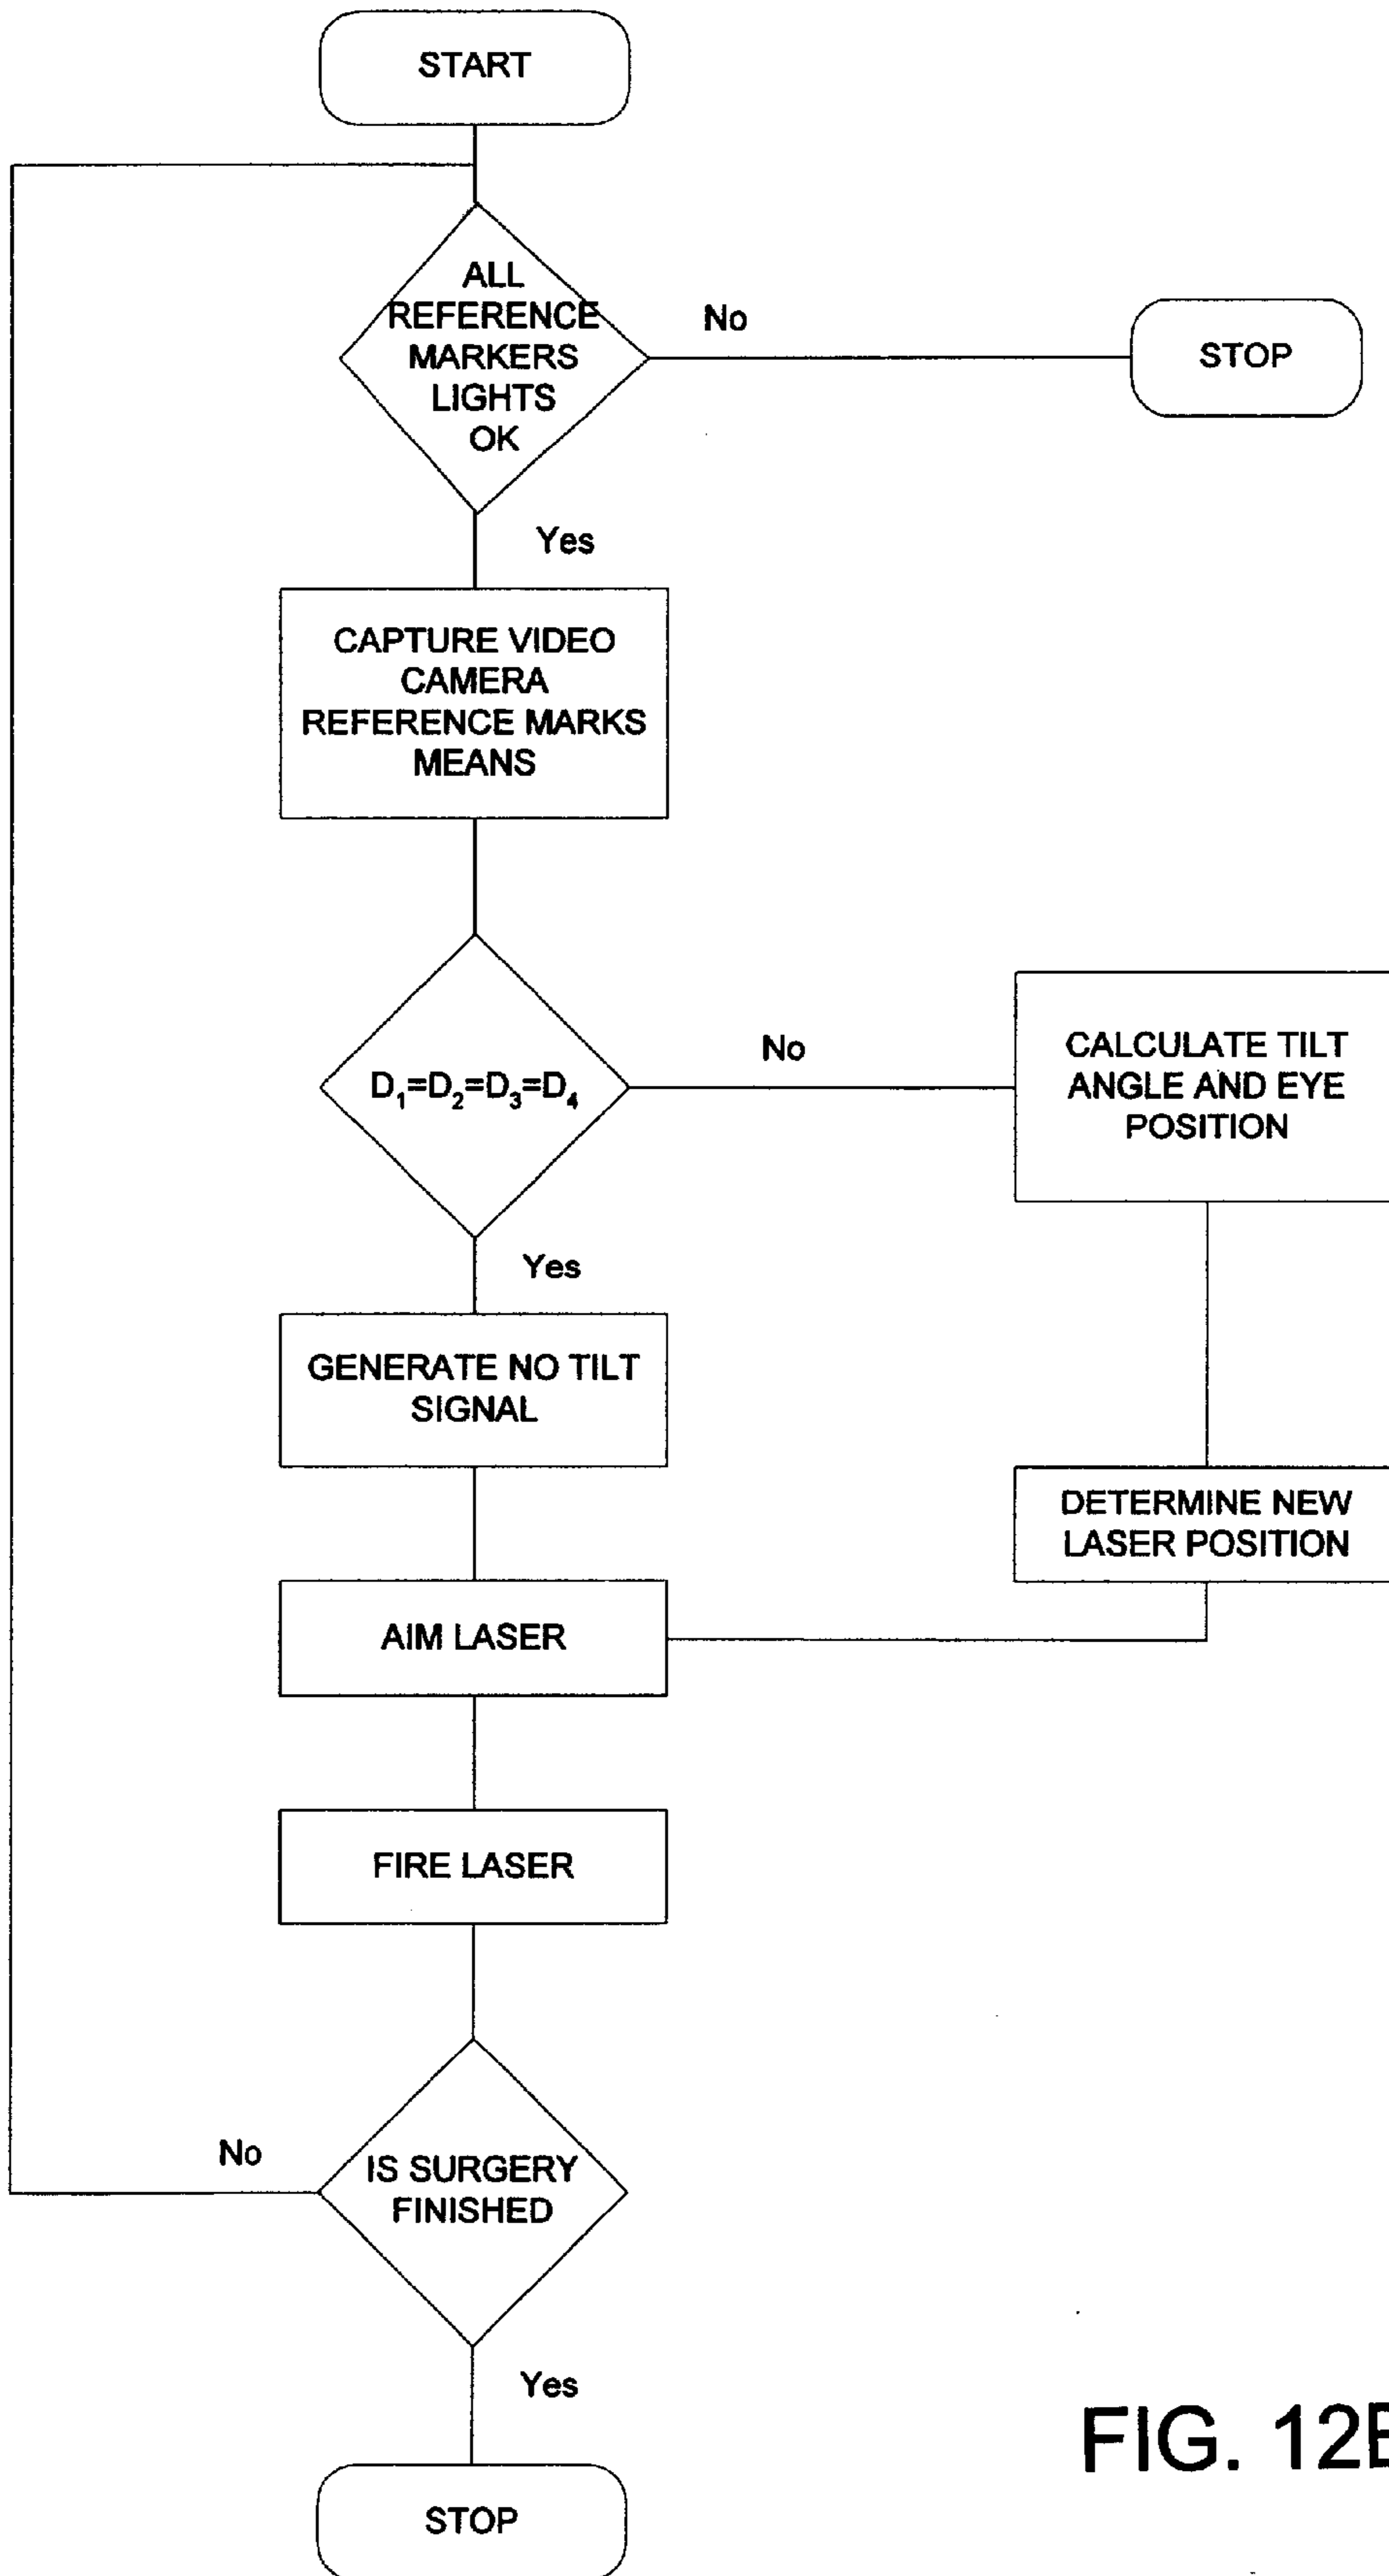 START
ALL
REFERENCE
MARKERS
LIGHTS
OK
No
STOP
Yes
CAPTURE VIDEO
CAMERA
REFERENCE MARKS
MEANS
D₁=D₂=D₃=D₄
No
CALCULATE TILT
ANGLE AND EYE
POSITION
Yes
GENERATE NO TILT
SIGNAL
DETERMINE NEW
LASER POSITION
AIM LASER
FIRE LASER
No
IS SURGERY
FINISHED
Yes
STOP
FIG. 12B